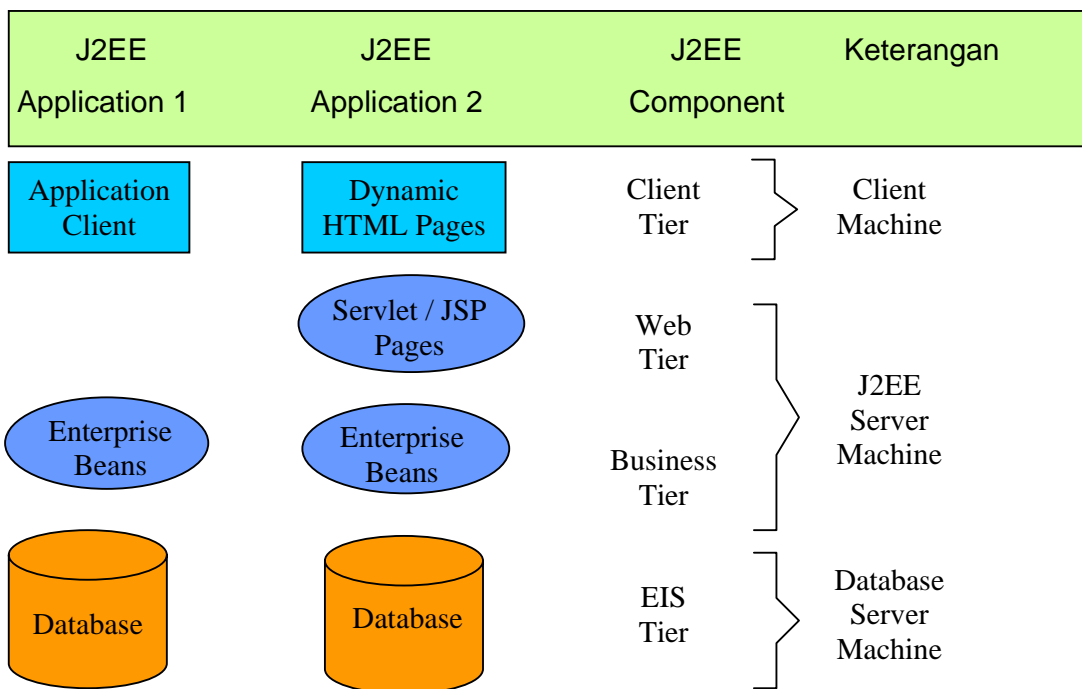 J2EE
Application 1
J2EE
Application 2
J2EE
Component
Keterangan
Application
Client
Dynamic
HTML Pages
Client
Tier
Client
Machine
Servlet / JSP
Pages
Web
Tier
Enterprise
Beans
Enterprise
Beans
Business
Tier
J2EE
Server
Machine
Database
Database
EIS
Tier
Database
Server
Machine